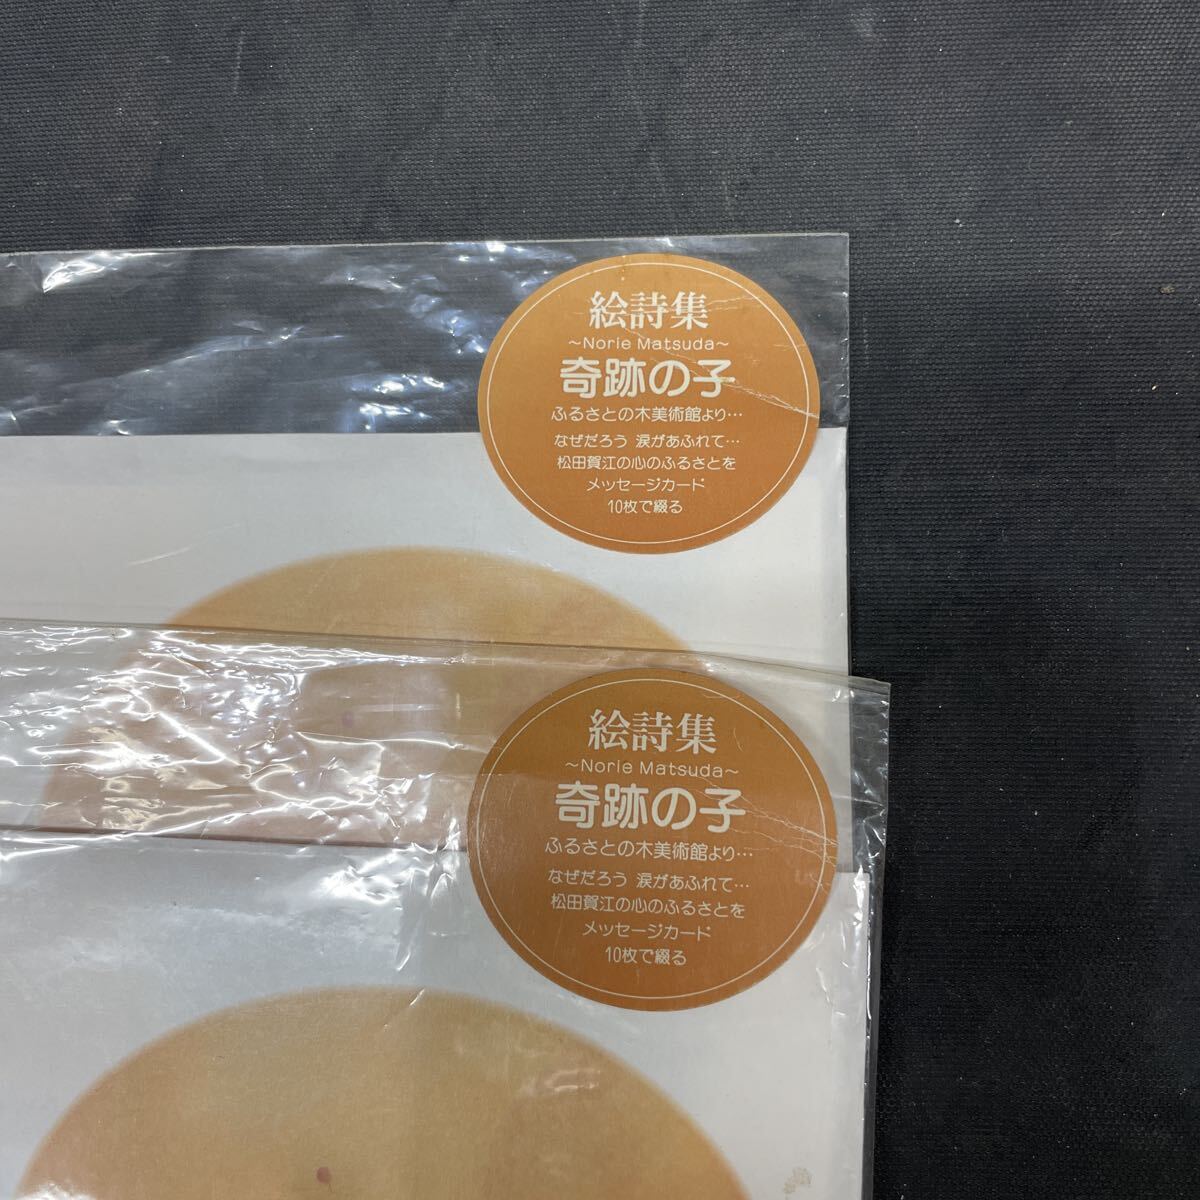 絵詩集
~Norie Matsuda~
奇跡の子
ふるさとの木美術館より…
なぜだろう 涙があふれて…
松田賀江の心のふるさとを
メッセージカード
10枚で綴る
絵詩集
~Norie Matsuda~
奇跡の子
ふるさとの木美術館より…
なぜだろう 涙があふれて…
松田賀江の心のふるさとを
メッセージカード
10枚で綴る